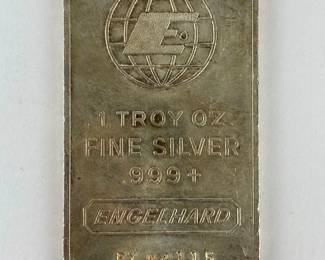 E
1 TROY OZ
FINE SILVER
.999+
ENGELHARD